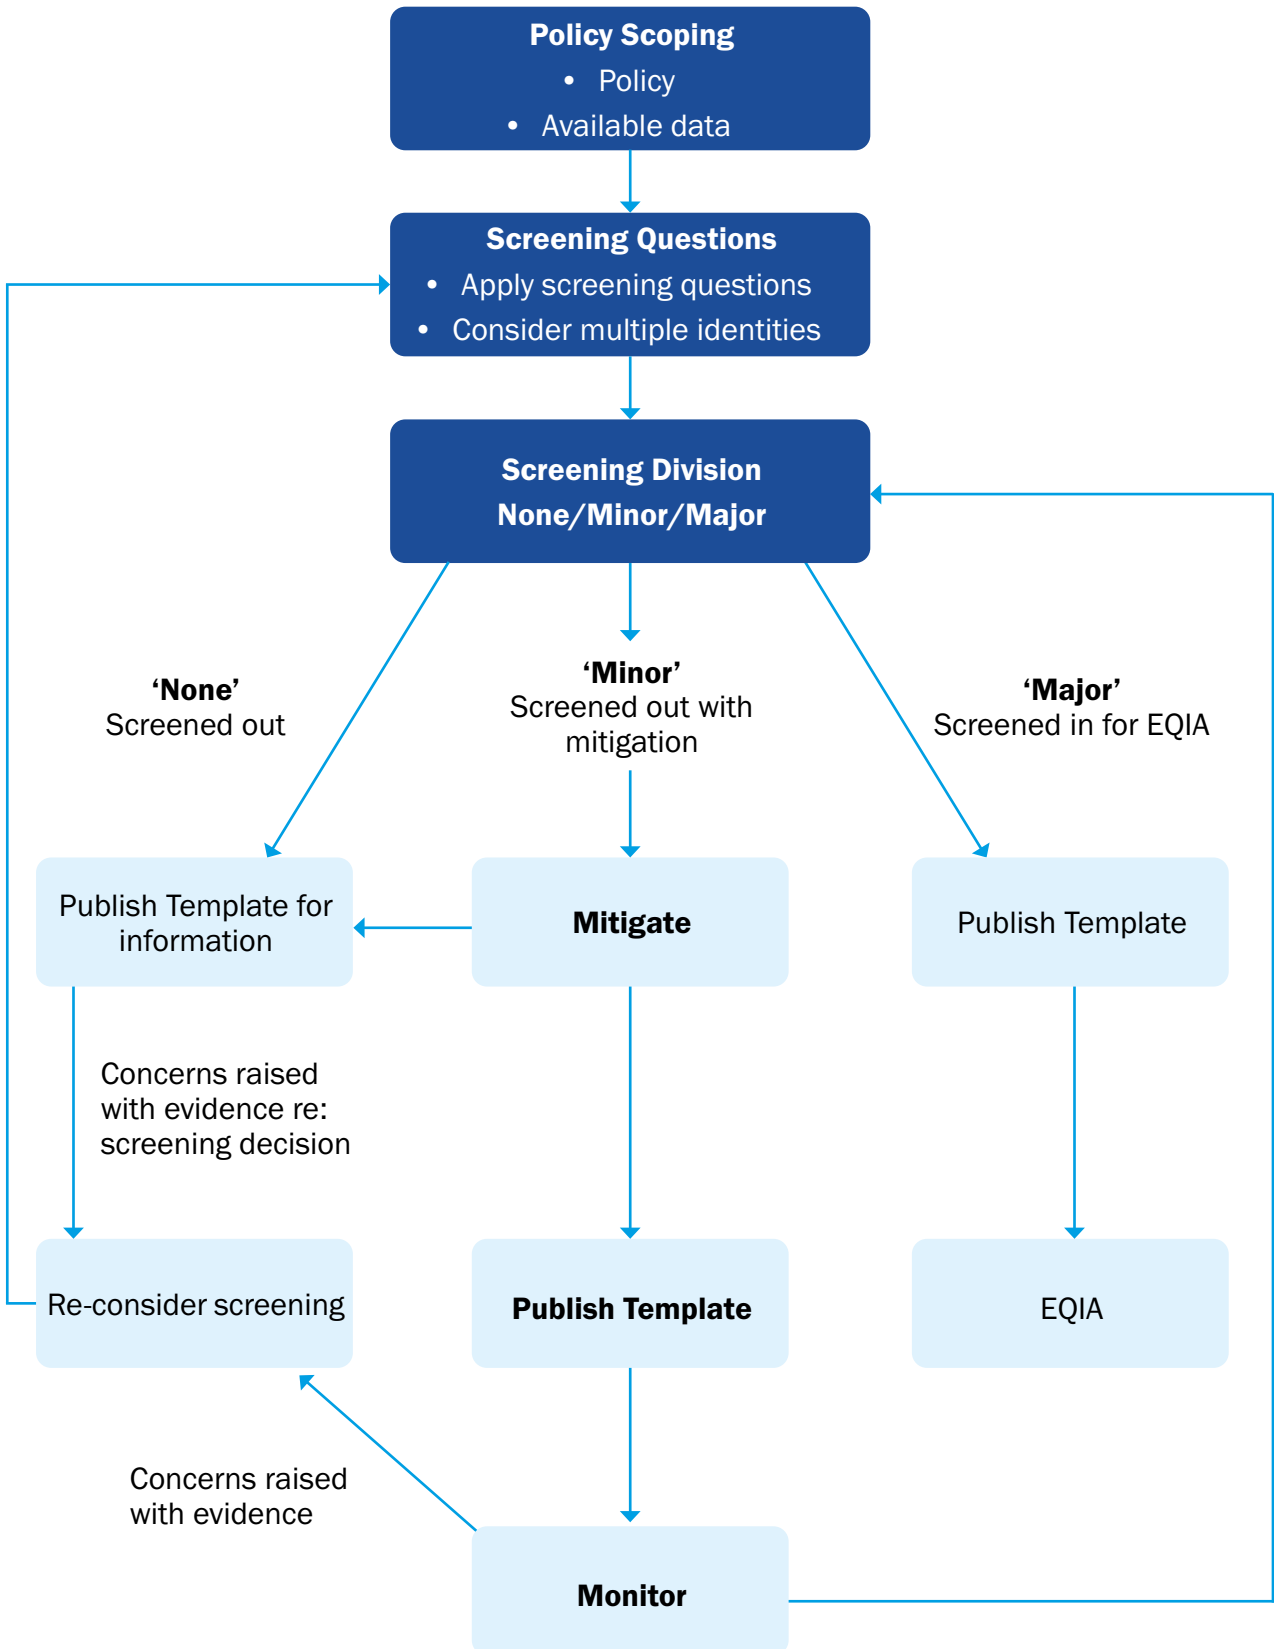 Policy Scoping
• Policy
• Available data
Screening Questions
• Apply screening questions
• Consider multiple identities
Screening Division
None/Minor/Major
‘None’
Screened out
‘Minor’
Screened out with
mitigation
‘Major’
Screened in for EQIA
Publish Template for
information
Mitigate
Publish Template
Concerns raised
with evidence re:
screening decision
Re-consider screening
Publish Template
EQIA
Concerns raised
with evidence
Monitor